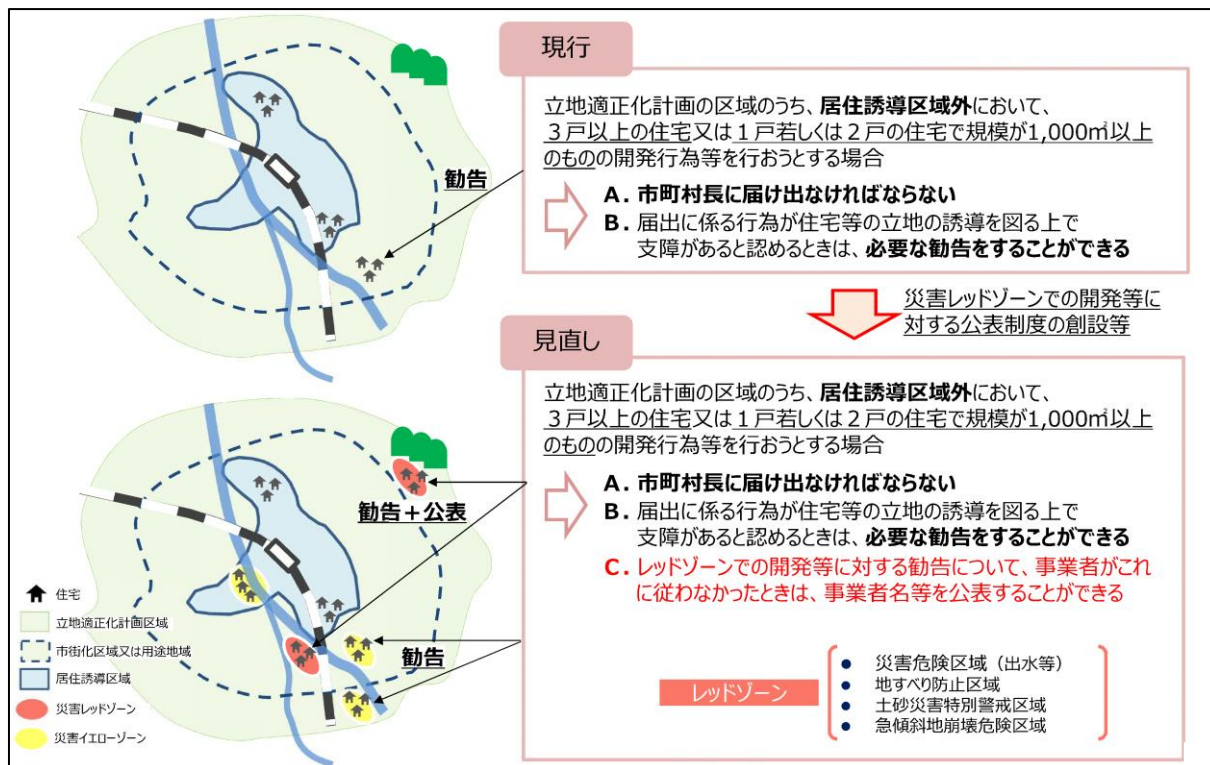 現行
立地適正化計画の区域のうち、居住誘導区域外において、
３戸以上の住宅又は１戸若しくは２戸の住宅で規模が1,000㎡以上
のものの開発行為等を行おうとする場合
A．市町村長に届け出なければならない
B．届出に係る行為が住宅等の立地の誘導を図る上で
支障があると認めるときは、必要な勧告をすることができる
勧告
災害レッドゾーンでの開発等に
対する公表制度の創設等
見直し
立地適正化計画の区域のうち、居住誘導区域外において、
３戸以上の住宅又は１戸若しくは２戸の住宅で規模が1,000㎡以上
のものの開発行為等を行おうとする場合
A．市町村長に届け出なければならない
B．届出に係る行為が住宅等の立地の誘導を図る上で
支障があると認めるときは、必要な勧告をすることができる
C．レッドゾーンでの開発等に対する勧告について、事業者がこれ
に従わなかったときは、事業者名等を公表することができる
勧告＋公表
勧告
住宅
立地適正化計画区域
市街化区域又は用途地域
居住誘導区域
災害レッドゾーン
災害イエローゾーン
レッドゾーン
● 災害危険区域（出水等）
● 地すべり防止区域
● 土砂災害特別警戒区域
● 急傾斜地崩壊危険区域